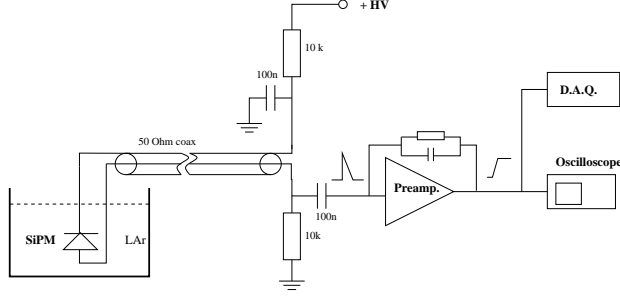 + HV
10 k
100n
D.A.Q.
50 Ohm coax
Oscilloscope
Preamp.
100n
SiPM
LAr
10k